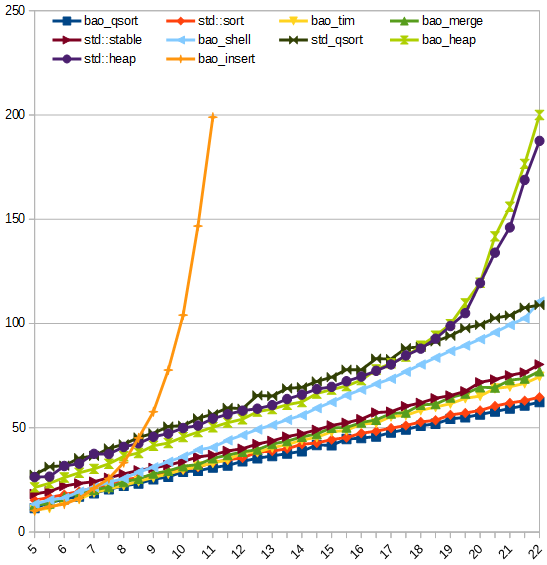 bao_qsort std::sort bao_tim bao_merge
std::stable bao_shell std_qsort bao_heap
std::heap bao_insert
250
200
150
100
50
0
5 6 7 8 9 10 11 12 13 14 15 16 17 18 19 20 21 22